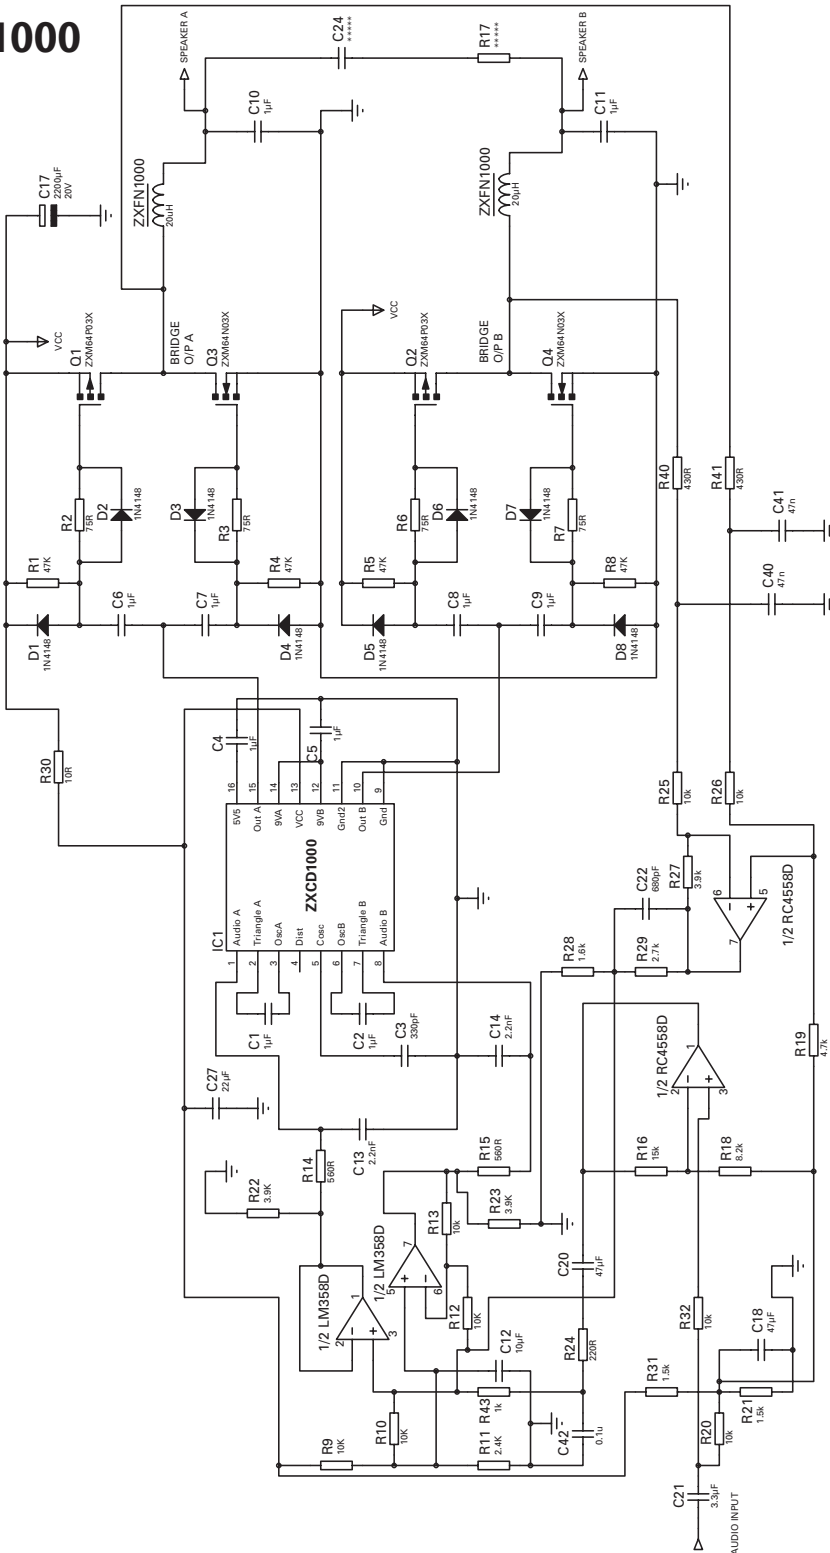 1000
SPEAKER A
C24
*****
R17
*****
SPEAKER B
C10
1µF
C11
1µF
C17
2200µF
20V
ZXFN1000
20uH
ZXFN1000
20µH
VCC
Q1
ZXM64P03X
BRIDGE
O/P A
Q3
ZXM64N03X
VCC
Q2
ZXM64P03X
BRIDGE
O/P B
Q4
ZXM64N03X
R2
75R
D2
1N4148
D3
1N4148
R3
75R
R6
75R
D6
1N4148
D7
1N4148
R7
75R
R40
430R
R41
430R
C41
47n
C40
47n
R1
47K
R4
47K
R5
47K
R8
47K
D1
1N4148
C6
1µF
C7
1µF
D4
1N4148
D5
1N4148
C8
1µF
C9
1µF
D8
1N4148
R30
10R
C4
1µF
C5
1µF
R25
10k
R26
10k
16
15
14
13
12
11
10
9
5V5
Out A
9VA
VCC
9VB
Gnd2
Out B
Gnd
ZXCD1000
IC1
Audio A
Triangle A
OscA
Dist
Cosc
OscB
Triangle B
Audio B
1
2
3
4
5
6
7
8
C1
1µF
C2
1µF
C3
330pF
C14
2.2nF
C22
680pF
R27
3.9k
R28
1.6k
R29
2.7k
6
5
7
1/2 RC4558D
C27
22µF
R14
560R
C13
2.2nF
R15
560R
R22
3.9K
R23
3.9K
R13
10k
1/2 RC4558D
1
2
3
R19
4.7k
R16
15k
R18
8.2k
1/2 LM358D
1
2
3
1/2 LM358D
7
5
6
R12
10K
C20
47µF
R24
220R
C12
10µF
R32
10k
C18
47µF
R9
10K
R10
10K
R43
1k
R11
2.4K
C42
0.1u
R31
1.5k
R20
10k
R21
1.5k
C21
3.3µF
AUDIO INPUT